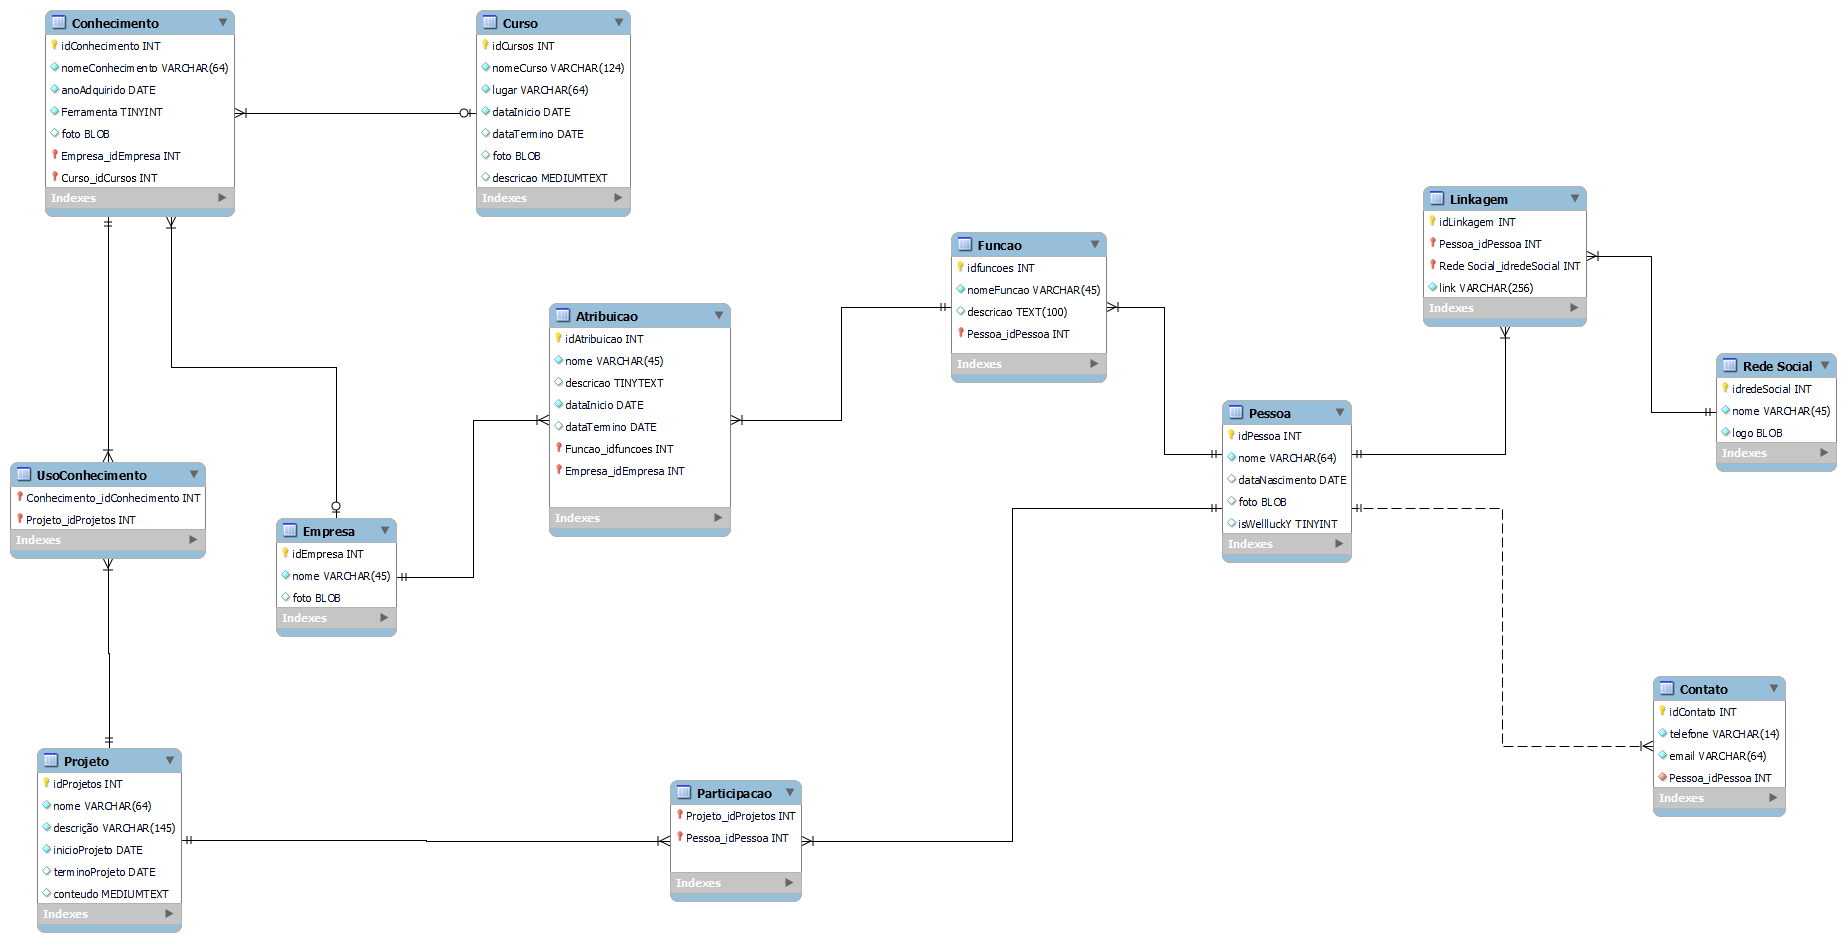 Conhecimento
idConhecimento INT
nomeConhecimento VARCHAR(64)
anoAdquirido DATE
Ferramenta TINYINT
foto BLOB
Empresa_idEmpresa INT
Curso_idCursos INT
Indexes
Curso
idCursos INT
nomeCurso VARCHAR(124)
lugar VARCHAR(64)
dataInicio DATE
dataTermino DATE
foto BLOB
descricao MEDIUMTEXT
Indexes
Linkagem
idLinkagem INT
Pessoa_idPessoa INT
Rede Social_idredeSocial INT
link VARCHAR(256)
Indexes
Funcao
idfuncoes INT
nomeFuncao VARCHAR(45)
descricao TEXT(100)
Pessoa_idPessoa INT
Indexes
Atribuicao
idAtribuicao INT
nome VARCHAR(45)
descricao TINYTEXT
dataInicio DATE
dataTermino DATE
Funcao_idfuncoes INT
Empresa_idEmpresa INT
Indexes
Rede Social
idredeSocial INT
nome VARCHAR(45)
logo BLOB
Indexes
Pessoa
idPessoa INT
nome VARCHAR(64)
dataNascimento DATE
foto BLOB
isWellluckY TINYINT
Indexes
UsoConhecimento
Conhecimento_idConhecimento INT
Projeto_idProjetos INT
Indexes
Empresa
idEmpresa INT
nome VARCHAR(45)
foto BLOB
Indexes
Contato
idContato INT
telefone VARCHAR(14)
email VARCHAR(64)
Pessoa_idPessoa INT
Indexes
Projeto
idProjetos INT
nome VARCHAR(64)
descrição VARCHAR(145)
inicioProjeto DATE
terminoProjeto DATE
conteudo MEDIUMTEXT
Indexes
Participacao
Projeto_idProjetos INT
Pessoa_idPessoa INT
Indexes